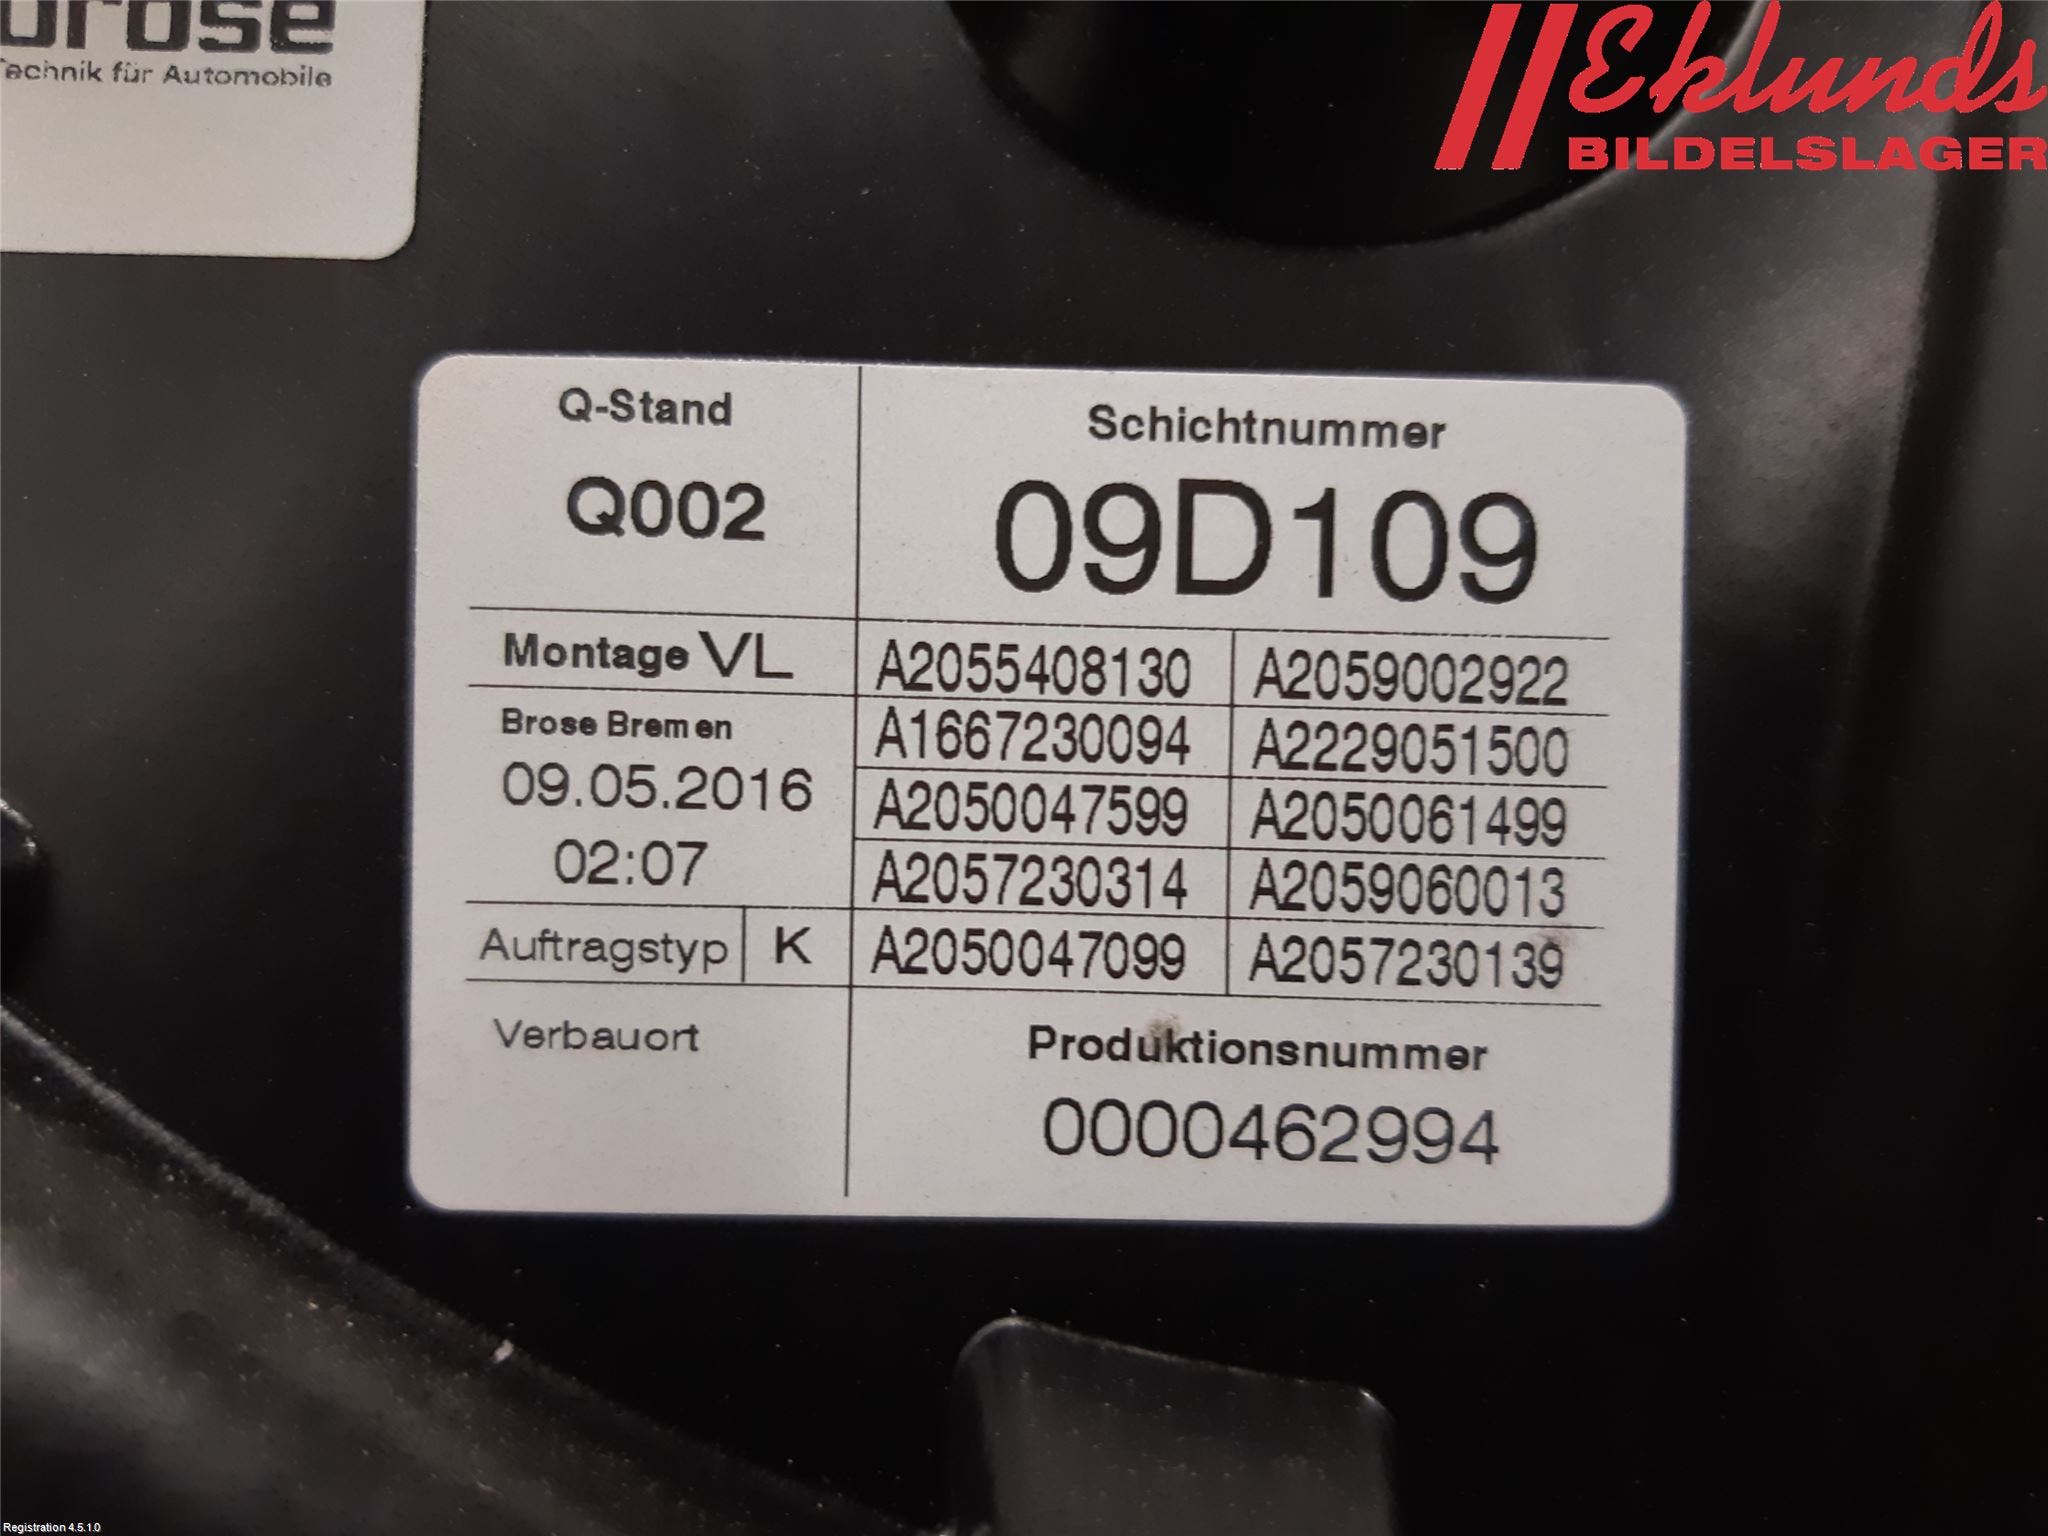 Technik für Automobile
Eklunds
BILDELSLAGER
Q-Stand
Q002
Schichtnummer
09D109
Montage VL
A2055408130 A2059002922
Brose Bremen
A1667230094 A2229051500
09.05.2016
A2050047599 A2050061499
02:07
A2057230314 A2059060013
Auftragstyp K
A2050047099 A2057230139
Verbauort
Produktionsnummer
0000462994
Registration 4.5.1.0